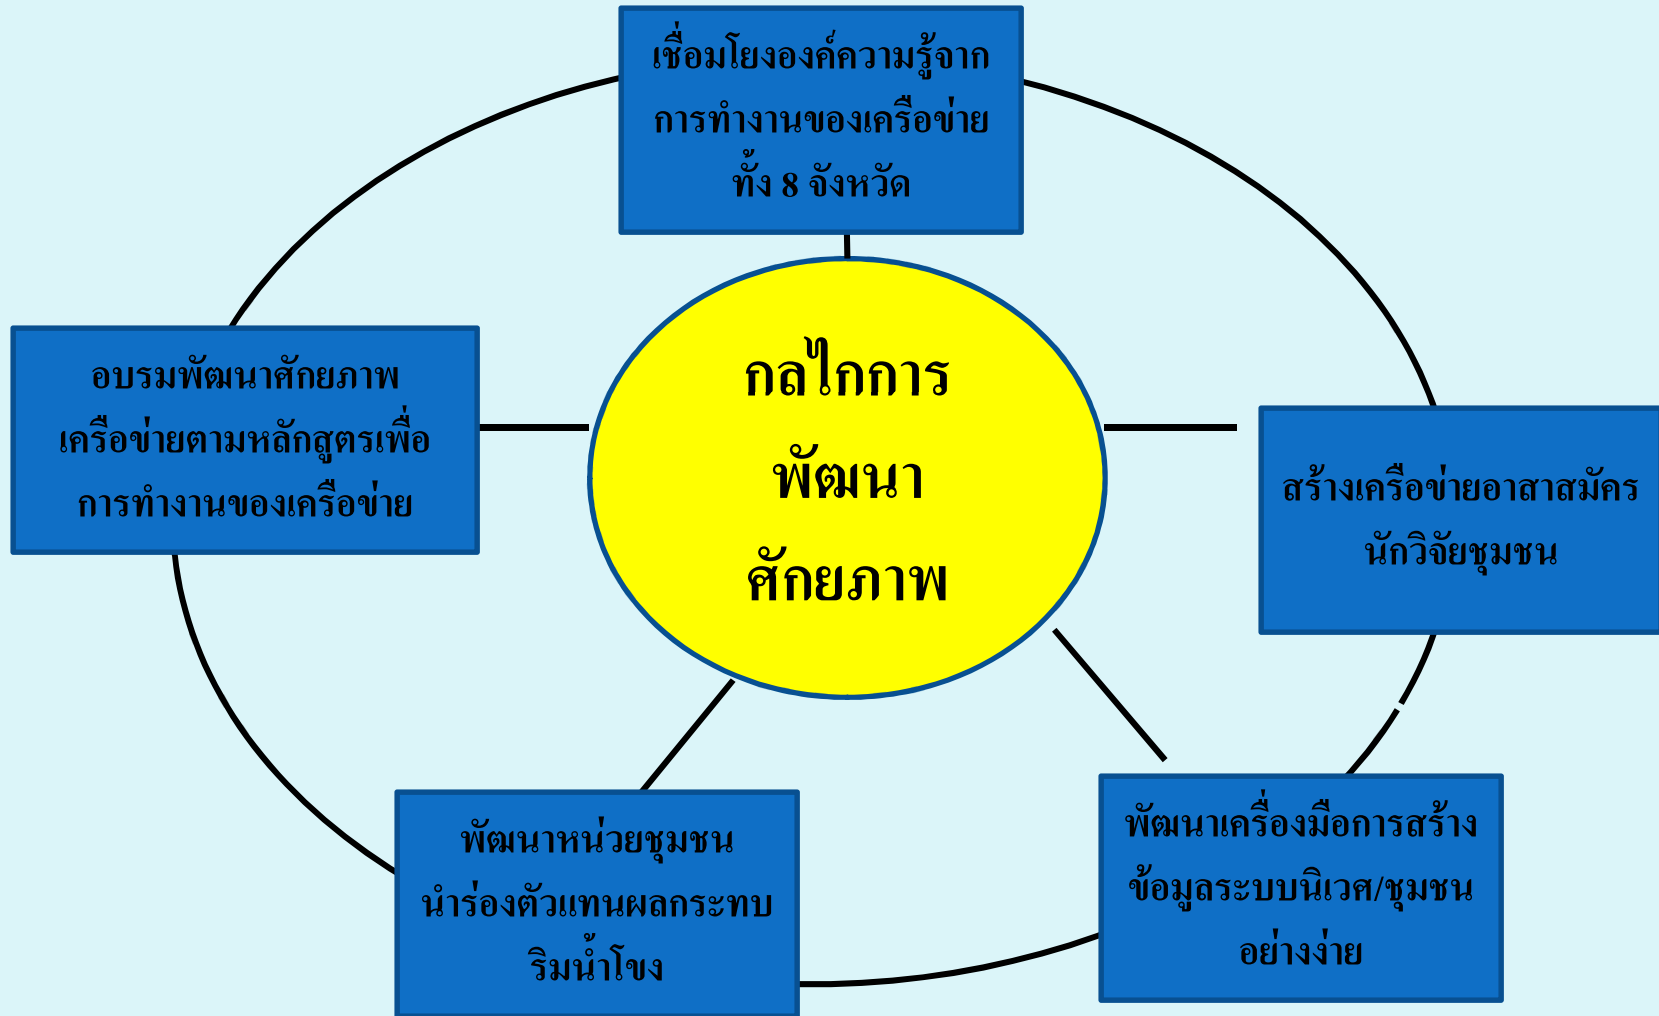 เชื่อมโยงองค์ความรู้จาก
การทำงานของเครือข่าย
ทั้ง 8 จังหวัด
กลไกการ
พัฒนา
ศักยภาพ
อบรมพัฒนาศักยภาพ
เครือข่ายตามหลักสูตรเพื่อ
การทำงานของเครือข่าย
สร้างเครือข่ายอาสาสมัคร
นักวิจัยชุมชน
พัฒนาหน่วยชุมชน
นำร่องตัวแทนผลกระทบ
ริมน้ำโขง
พัฒนาเครื่องมือการสร้าง
ข้อมูลระบบนิเวศ/ชุมชน
อย่างง่าย